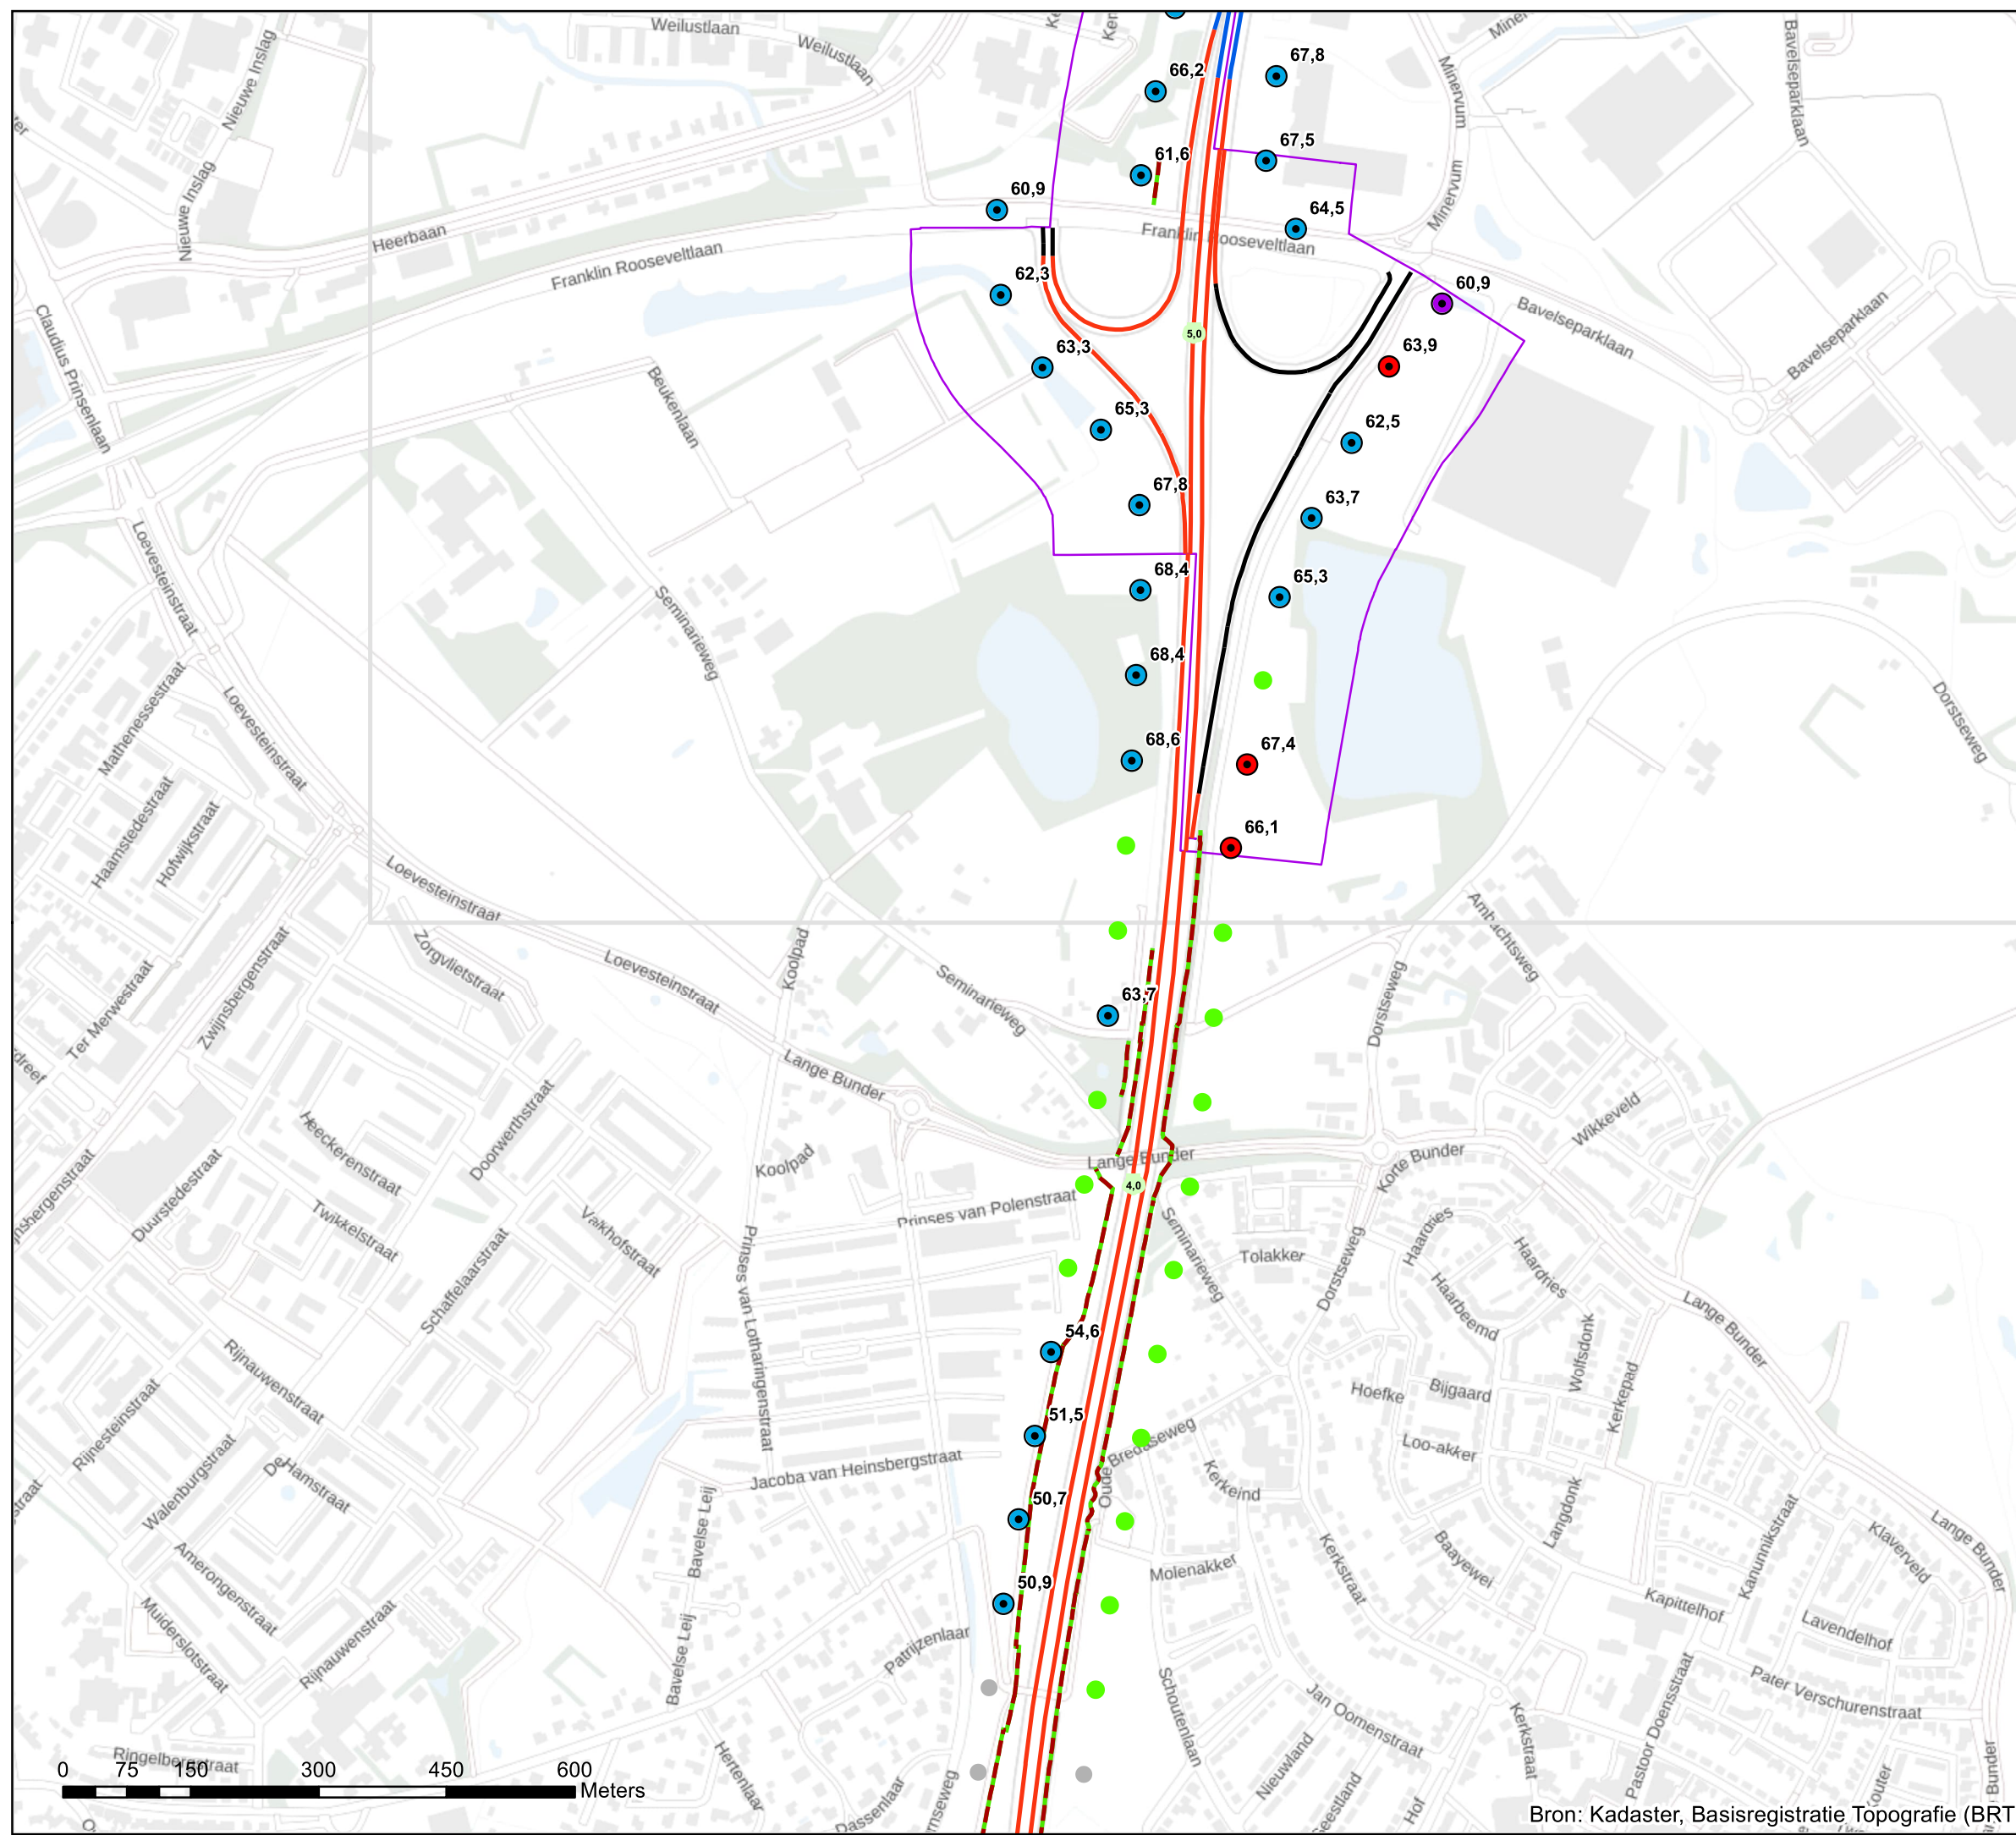 Weilustlaan
Weilustlaan
Nieuwe Inslag
Nieuwe Inslag
Heerbaan
Franklin Rooseveltlaan
Franklin Rooseveltlaan
Minervum
Minervum
Bavelseparklaan
Bavelseparklaan
Bavelseparklaan
66,2
67,8
61,6
67,5
60,9
64,5
62,3
60,9
5,0
63,3
63,9
65,3
62,5
67,8
63,7
68,4
65,3
68,4
68,6
67,4
66,1
Claudius Prinsenlaan
Beukenlaan
Loevesteinstraat
Seminarieweg
Mathenessestraat
Loevesteinstraat
Dorstseweg
Haamstedestraat
Hofwijkstraat
Loevesteinstraat
Ambachtsweg
Zorgvlietstraat
Koolpad
Zwijnsbergenstraat
Ter Merwestraat
Loevesteinstraat
Seminarieweg
63,7
Dorstseweg
Lange Bunder
Wikkeveld
Heeckerenstraat
Doorwerthstraat
Koolpad
Lange Bunder
Korte Bunder
4,0
Duurstedestraat
Twikkelstraat
Valkhofstraat
Prinses van Polenstraat
Seminarieweg
Tolakker
Haardries
Haardries
Dorstseweg
Schaffelaarstraat
Prinses van Lotharingenstraat
Haarbeemd
Lange Bunder
54,6
Rijnauwenstraat
Wolfsdonk
Hoefke
Bijgaard
Kerkepad
51,5
Rijnesteinstraat
Walenburgstraat
De
Hamstraat
Jacoba van Heinsbergstraat
Oude
Bredaseweg
Kerkeind
Loo-akker
50,7
Bavelse Leij
Langdonk
Kanunnikstraat
Klaverveld
Lange Bunder
Amerongenstraat
50,9
Molenakker
Kerkstraat
Baayewei
Kapittelhof
Lavendelhof
Muiderslotstraat
Rijnauwenstraat
Bavelse Leij
Patrijzenlaar
Schoutenlaan
Jan Oomenstraat
Kerkstraat
Pastoor Doensstraat
Pater Verschurenstraat
Ringelbergstraat
Hertenlaar
Dassenlaar
Nieuwland
Hof
0 75 150 300 450 600
Meters
Bron: Kadaster, Basisregistratie Topografie (BRT